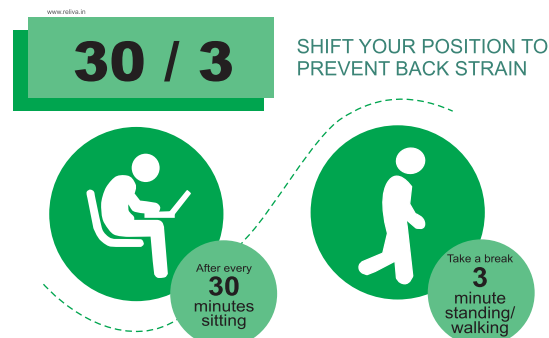 www.reliva.in
30 / 3
SHIFT YOUR POSITION TO
PREVENT BACK STRAIN
After every
30
minutes
sitting
Take a break
3
minute
standing/
walking